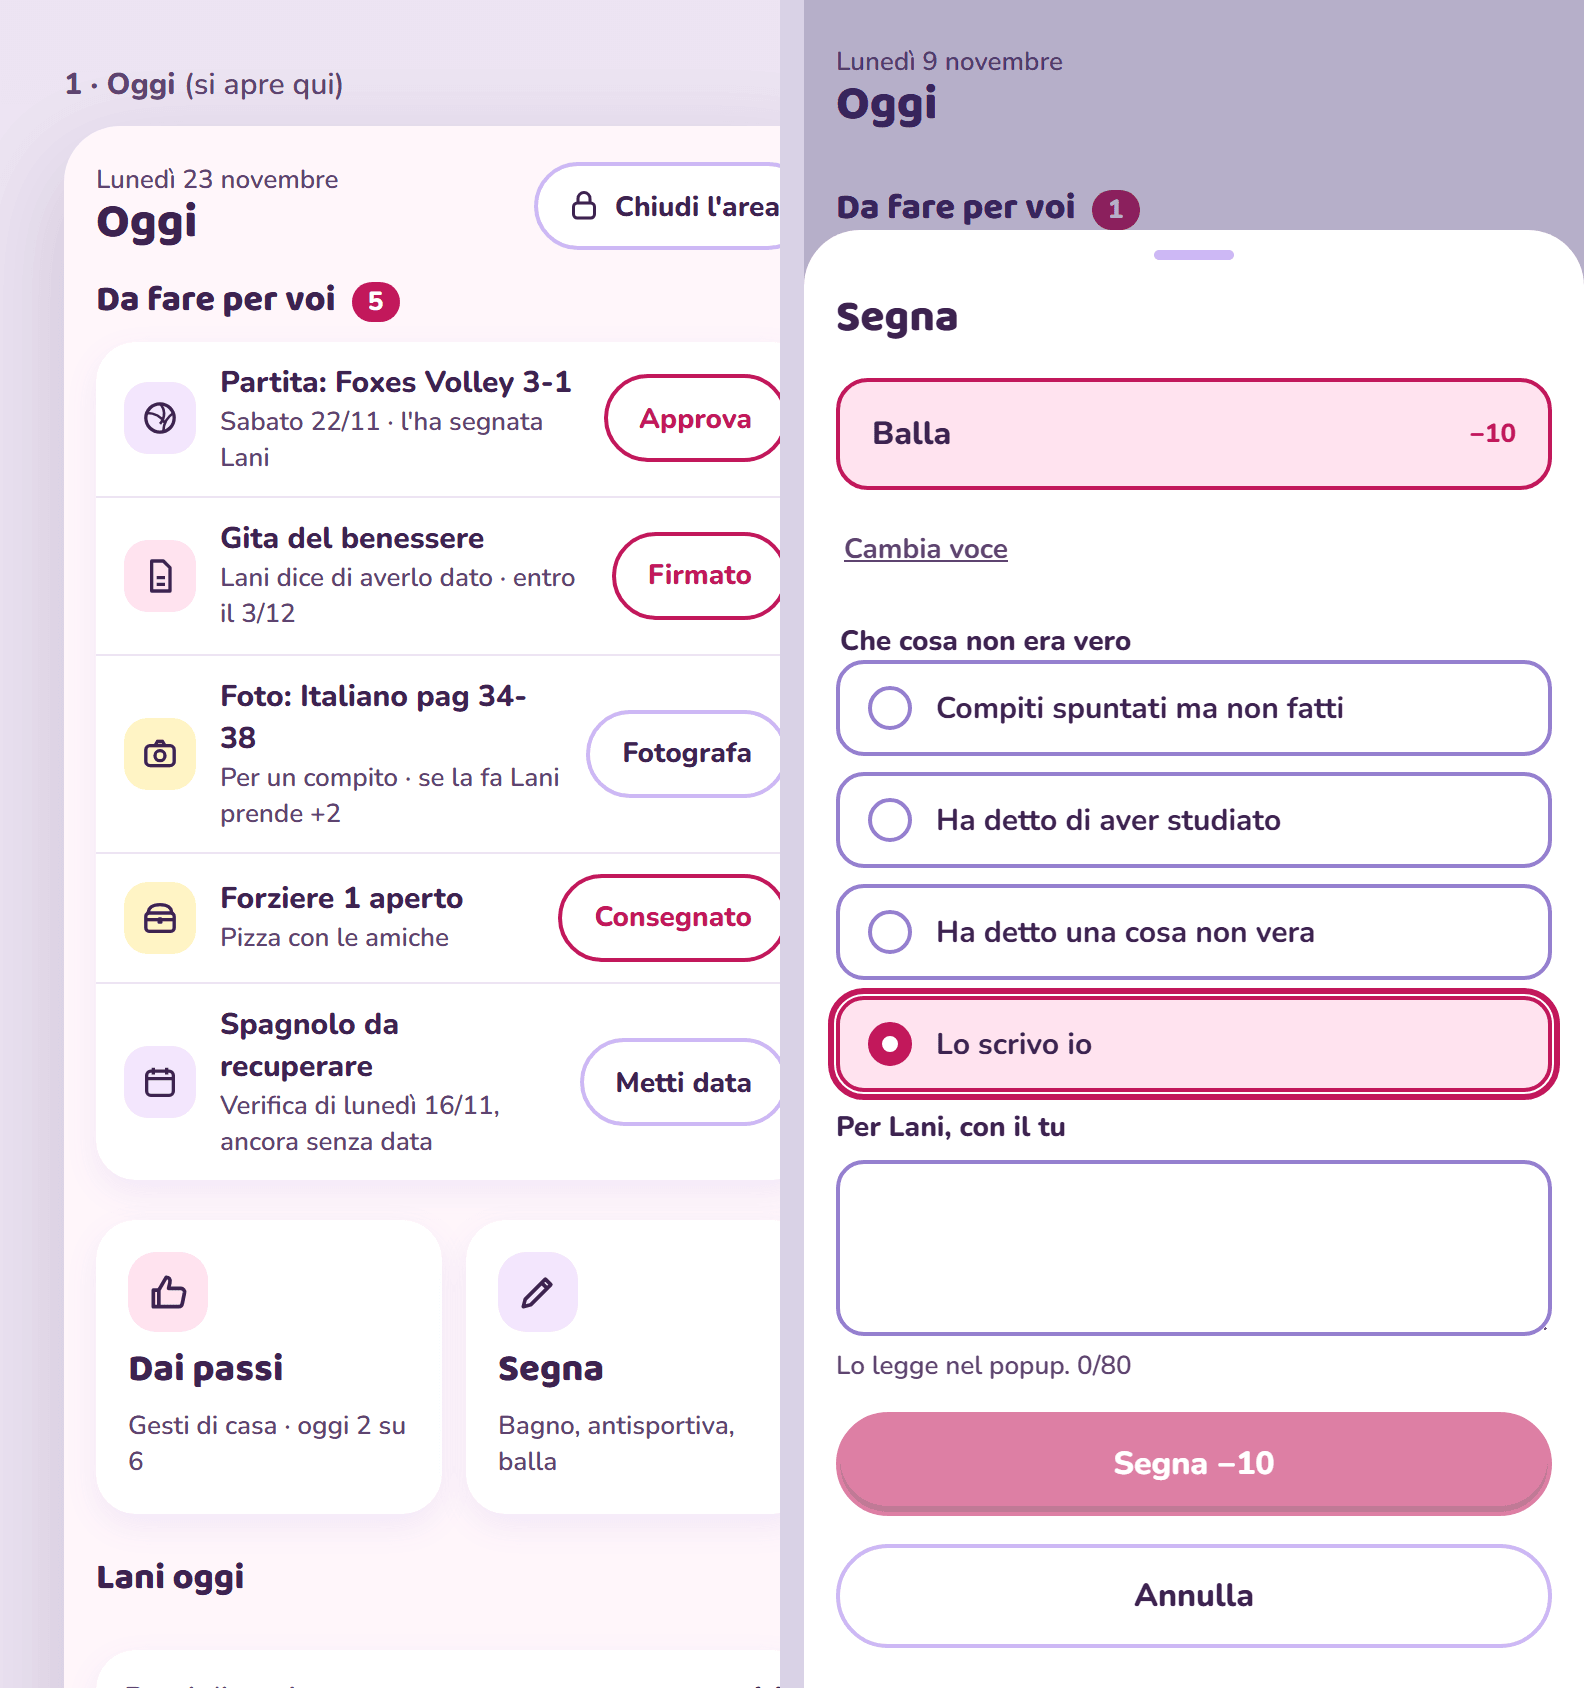 1 · Oggi (si apre qui)
Lunedì 23 novembre
Oggi
Chiudi l'area
Da fare per voi 5
Partita: Foxes Volley 3-1
Sabato 22/11 · l'ha segnata
Lani
Approva
Gita del benessere
Lani dice di averlo dato · entro
il 3/12
Firmato
Foto: Italiano pag 34-
38
Per un compito · se la fa Lani
prende +2
Fotografa
Forziere 1 aperto
Pizza con le amiche
Consegnato
Spagnolo da
recuperare
Verifica di lunedì 16/11,
ancora senza data
Metti data
Dai passi
Gesti di casa · oggi 2 su
6
Segna
Bagno, antisportiva,
balla
Lani oggi
Lunedì 9 novembre
Oggi
Da fare per voi 1
Segna
Balla −10
Cambia voce
Che cosa non era vero
Compiti spuntati ma non fatti
Ha detto di aver studiato
Ha detto una cosa non vera
Lo scrivo io
Per Lani, con il tu
Lo legge nel popup. 0/80
Segna −10
Annulla